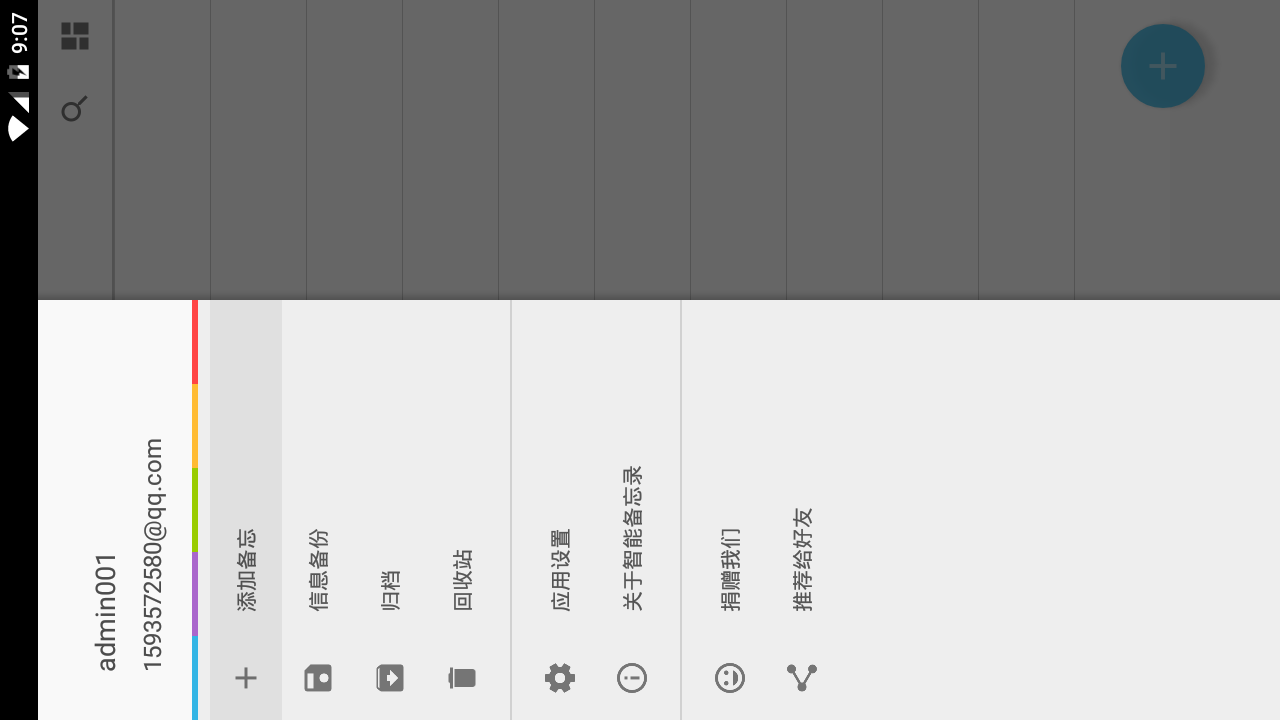 9:07
admin001
1593572580@qq.com
添加备忘
信息备份
归档
回收站
应用设置
关于智能备忘录
捐赠我们
推荐给好友